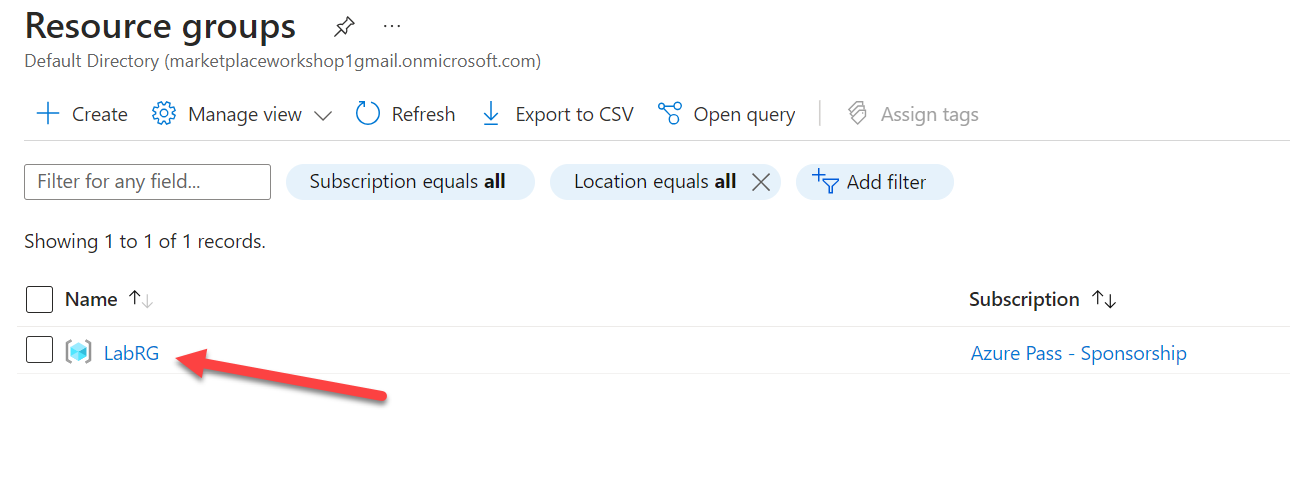 Resource groups
Default Directory (marketplaceworkshop1gmail.onmicrosoft.com)
Create Manage view Refresh Export to CSV Open query Assign tags
Filter for any field... Subscription equals all Location equals all Add filter
Showing 1 to 1 of 1 records.
Name Subscription
LabRG Azure Pass - Sponsorship